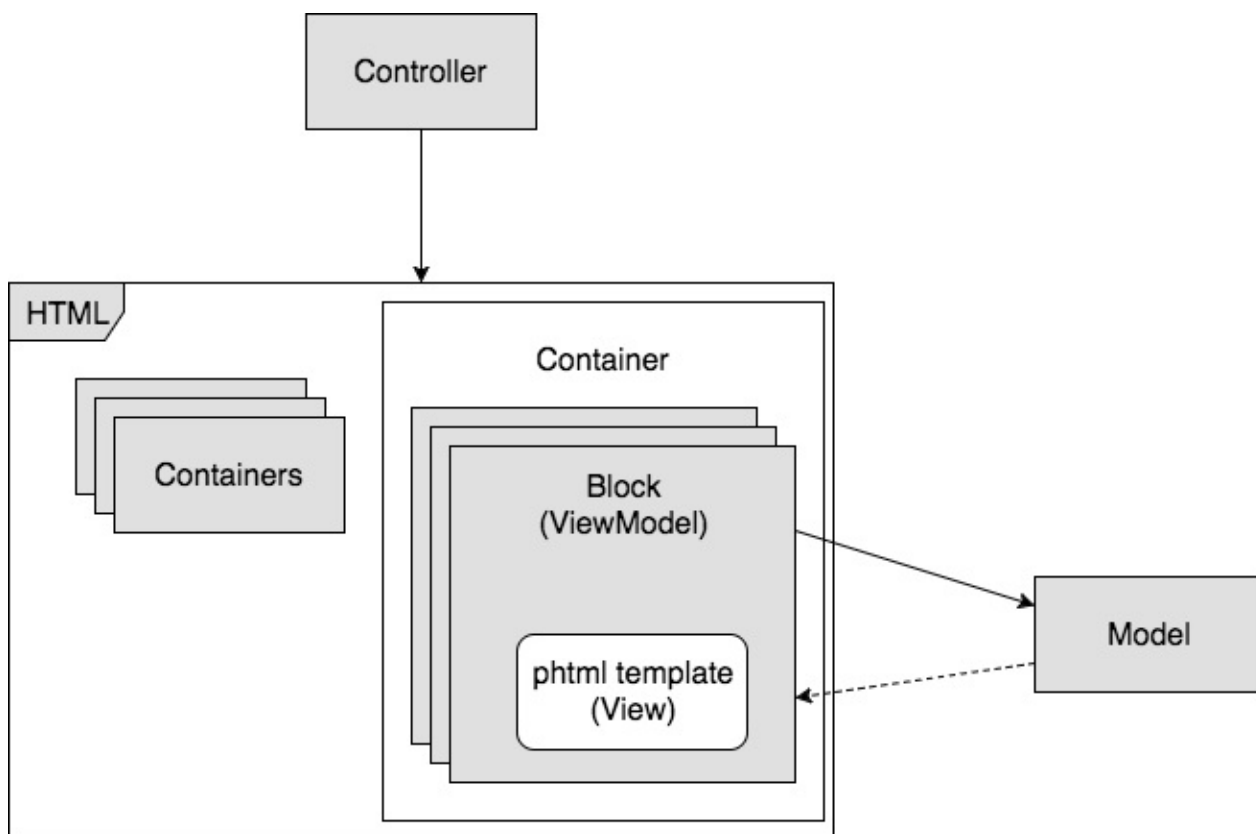 Controller
HTML
Container
Containers
Block
(ViewModel)
Model
phtml template
(View)